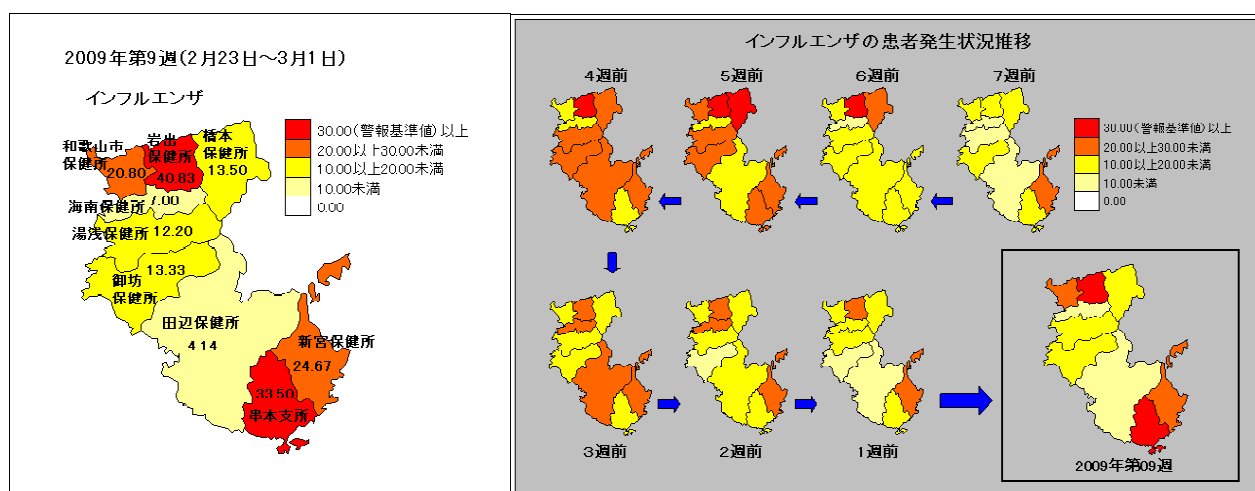 2009年第9週(2月23日～3月1日)
インフルエンザ
30.00(警報基準値)以上
20.00以上30.00未満
10.00以上20.00未満
10.00未満
0.00
和歌山市
保健所
20.80
岩出
保健所
40.83
橋本
保健所
13.50
7.00
海南保健所
湯浅保健所
12.20
13.33
御坊
保健所
田辺保健所
4.14
新宮保健所
24.67
33.50
串本支所
インフルエンザの患者発生状況推移
4週前
5週前
6週前
7週前
30.00(警報基準値)以上
20.00以上30.00未満
10.00以上20.00未満
10.00未満
0.00
3週前
2週前
1週前
2009年第09週